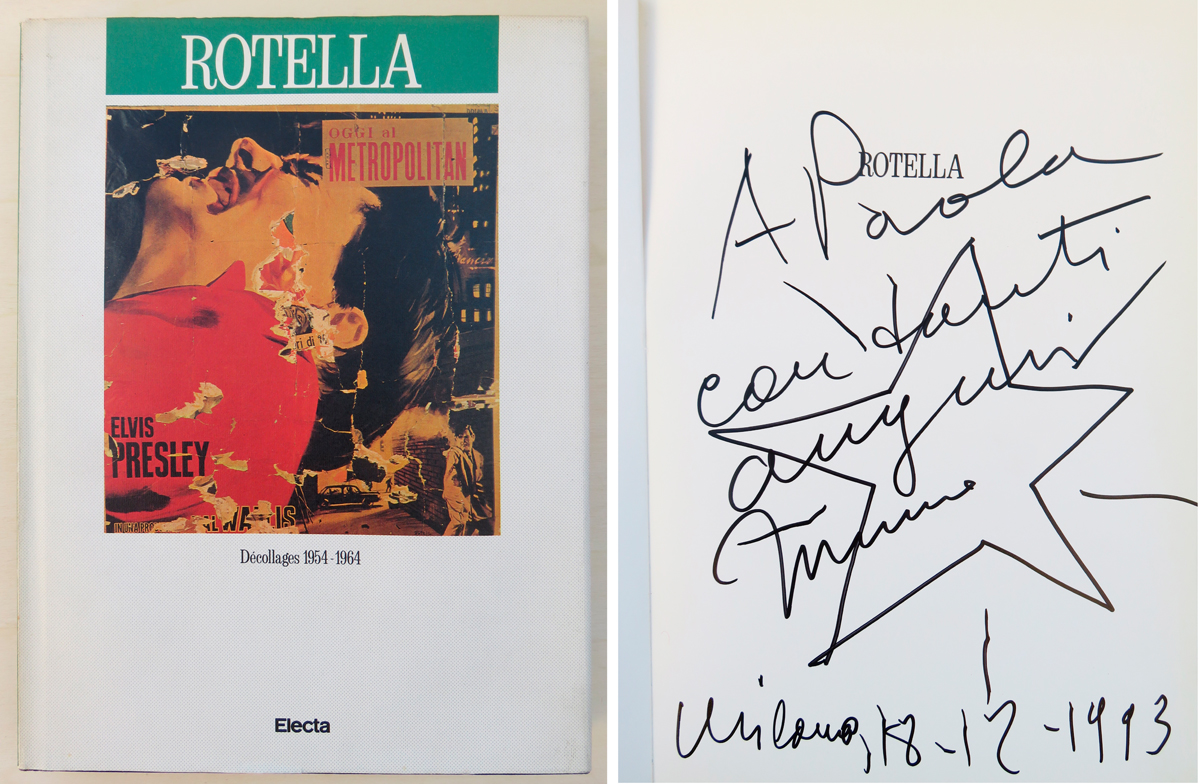 ROTELLA
OGGI al
METROPOLITAN
ELVIS
PRESLEY
WALLIS
Décollages 1954-1964
Electa
ROTELLA
A Paola
con tanti
auguri
Mimmo
Milano, 18-12-1993